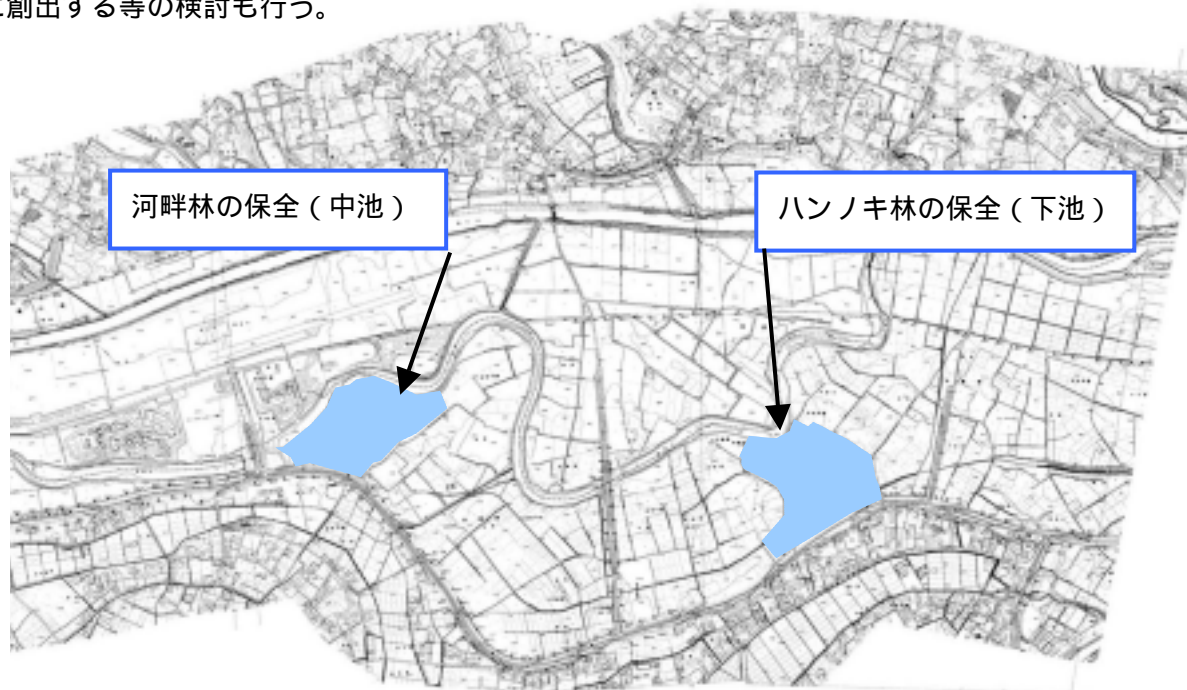 に創出する等の検討も行う。
河畔林の保全（中池）
ハンノキ林の保全（下池）